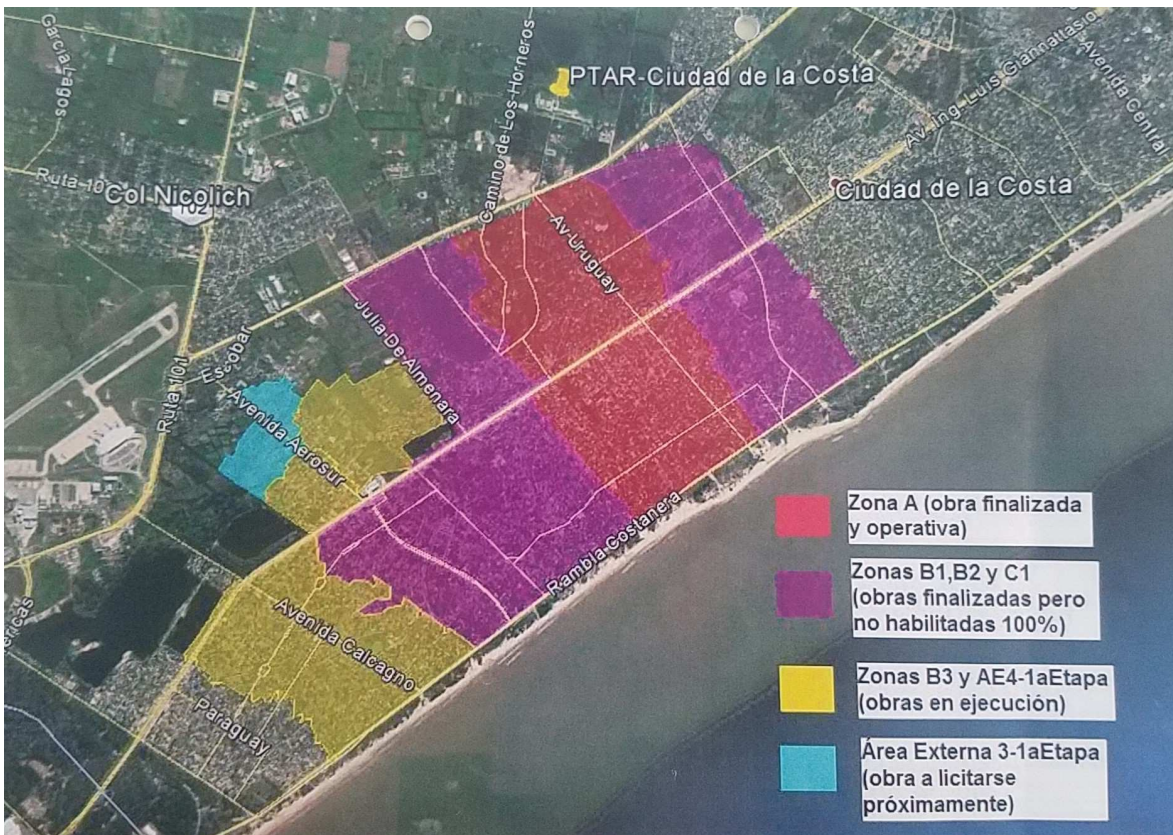 García Lagos
Camino de Los Horneros
PTAR-Ciudad de la Costa
Av. Ing. Luis Giannattasio
Avenida Central
Ruta 10
102
Col Nicolich
Ciudad de la Costa
Av-Uruguay
Julia-De Almenara
Escobar
Ruta 101
Avenida Aerosur
Rambla Costanera
Avenida Calcagno
Paraguay
Zona A (obra finalizada
y operativa)
Zonas B1,B2 y C1
(obras finalizadas pero
no habilitadas 100%)
Zonas B3 y AE4-1aEtapa
(obras en ejecución)
Área Externa 3-1aEtapa
(obra a licitarse
próximamente)